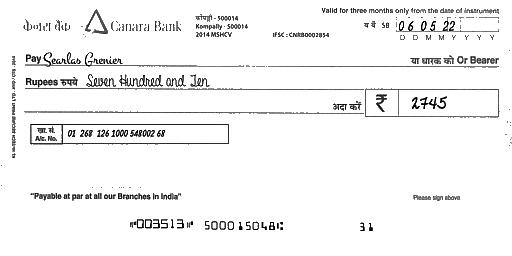 केनरा बैंक Canara Bank
कोंपल्ली - 500014
Kompally - 500014
2014 MSHCV
IFSC : CNRB0002854
Valid for three months only from the date of instrument
SB 06 05 22
D D M M Y Y Y Y
Pay Searlas Grenier या धारक को Or Bearer
Rupees रुपये Seven Hundred and Ten
अदा करें ₹ 2745
खा. सं.
A/c. No. 01 268 126 1000 548002 68
"Payable at par at all our Branches in India"
Please sign above
⑈003513⑈ 500015048⑆ 31